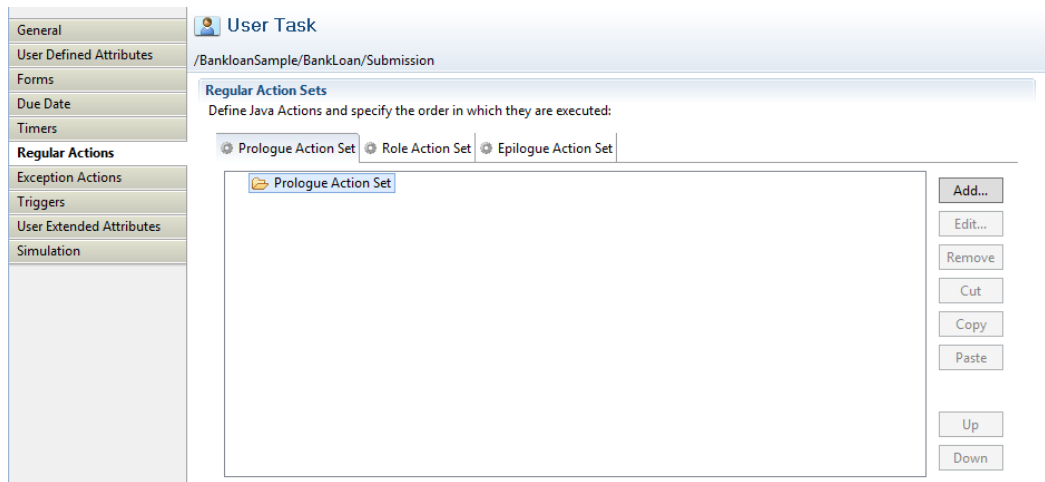 General
User Defined Attributes
Forms
Due Date
Timers
Regular Actions
Exception Actions
Triggers
User Extended Attributes
Simulation
User Task
/BankloanSample/BankLoan/Submission
Regular Action Sets
Define Java Actions and specify the order in which they are executed:
Prologue Action Set Role Action Set Epilogue Action Set
Prologue Action Set
Add...
Edit...
Remove
Cut
Copy
Paste
Up
Down